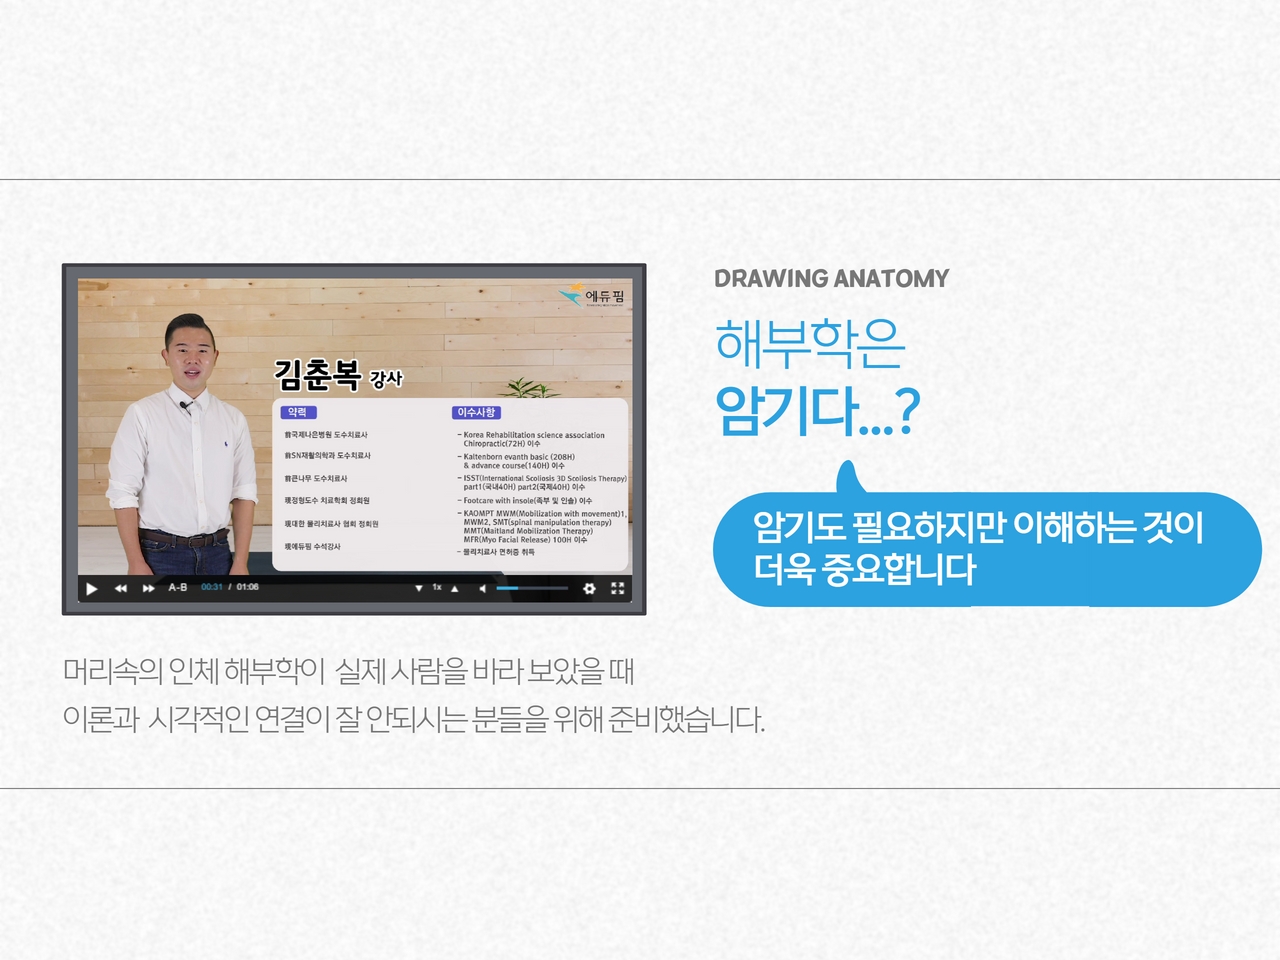 에듀핌
김춘복 강사
약력
前국제나은병원 도수치료사
前SN재활의학과 도수치료사
前큰나무 도수치료사
現정형도수 치료학회 정회원
現대한 물리치료사 협회 정회원
現에듀핌 수석강사
이수사항
– Korea Rehabilitation science association
Chiropractic(72H) 이수
– Kaltenborn evanth basic (208H)
& advance course(140H) 이수
– ISST(International Scoliosis 3D Scoliosis Therapy)
part1(국내40H) part2(국제40H) 이수
– Footcare with insole(족부 및 인솔) 이수
– KAOMPT MWM(Mobilization with movement)1,
MWM2, SMT(spinal manipulation therapy)
MMT(Maitland Mobilization Therapy)
MFR(Myo Facial Release) 100H 이수
– 물리치료사 면허증 취득
A-B 00:31 / 01:06 1x
DRAWING ANATOMY
해부학은
암기다...?
암기도 필요하지만 이해하는 것이
더욱 중요합니다
머리속의 인체 해부학이 실제 사람을 바라 보았을 때
이론과 시각적인 연결이 잘 안되시는 분들을 위해 준비했습니다.